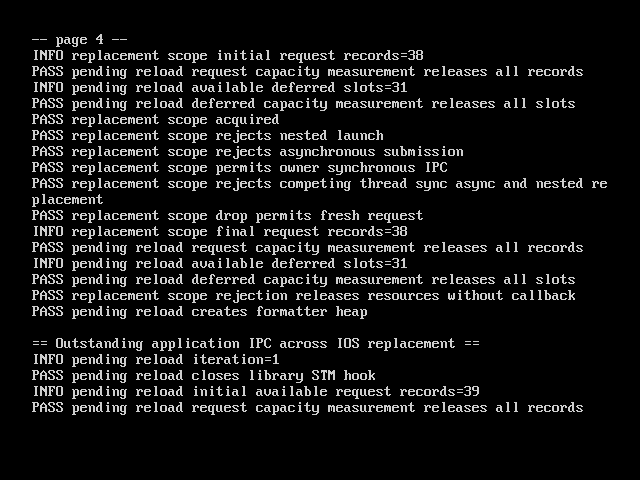 -- page 4 --
INFO replacement scope initial request records=38
PASS pending reload request capacity measurement releases all records
INFO pending reload available deferred slots=31
PASS pending reload deferred capacity measurement releases all slots
PASS replacement scope acquired
PASS replacement scope rejects nested launch
PASS replacement scope rejects asynchronous submission
PASS replacement scope permits owner synchronous IPC
PASS replacement scope rejects competing thread sync async and nested re
placement
PASS replacement scope drop permits fresh request
INFO replacement scope final request records=38
PASS pending reload request capacity measurement releases all records
INFO pending reload available deferred slots=31
PASS pending reload deferred capacity measurement releases all slots
PASS replacement scope rejection releases resources without callback
PASS pending reload creates formatter heap

== Outstanding application IPC across IOS replacement ==
INFO pending reload iteration=1
PASS pending reload closes library STM hook
INFO pending reload initial available request records=39
PASS pending reload request capacity measurement releases all records